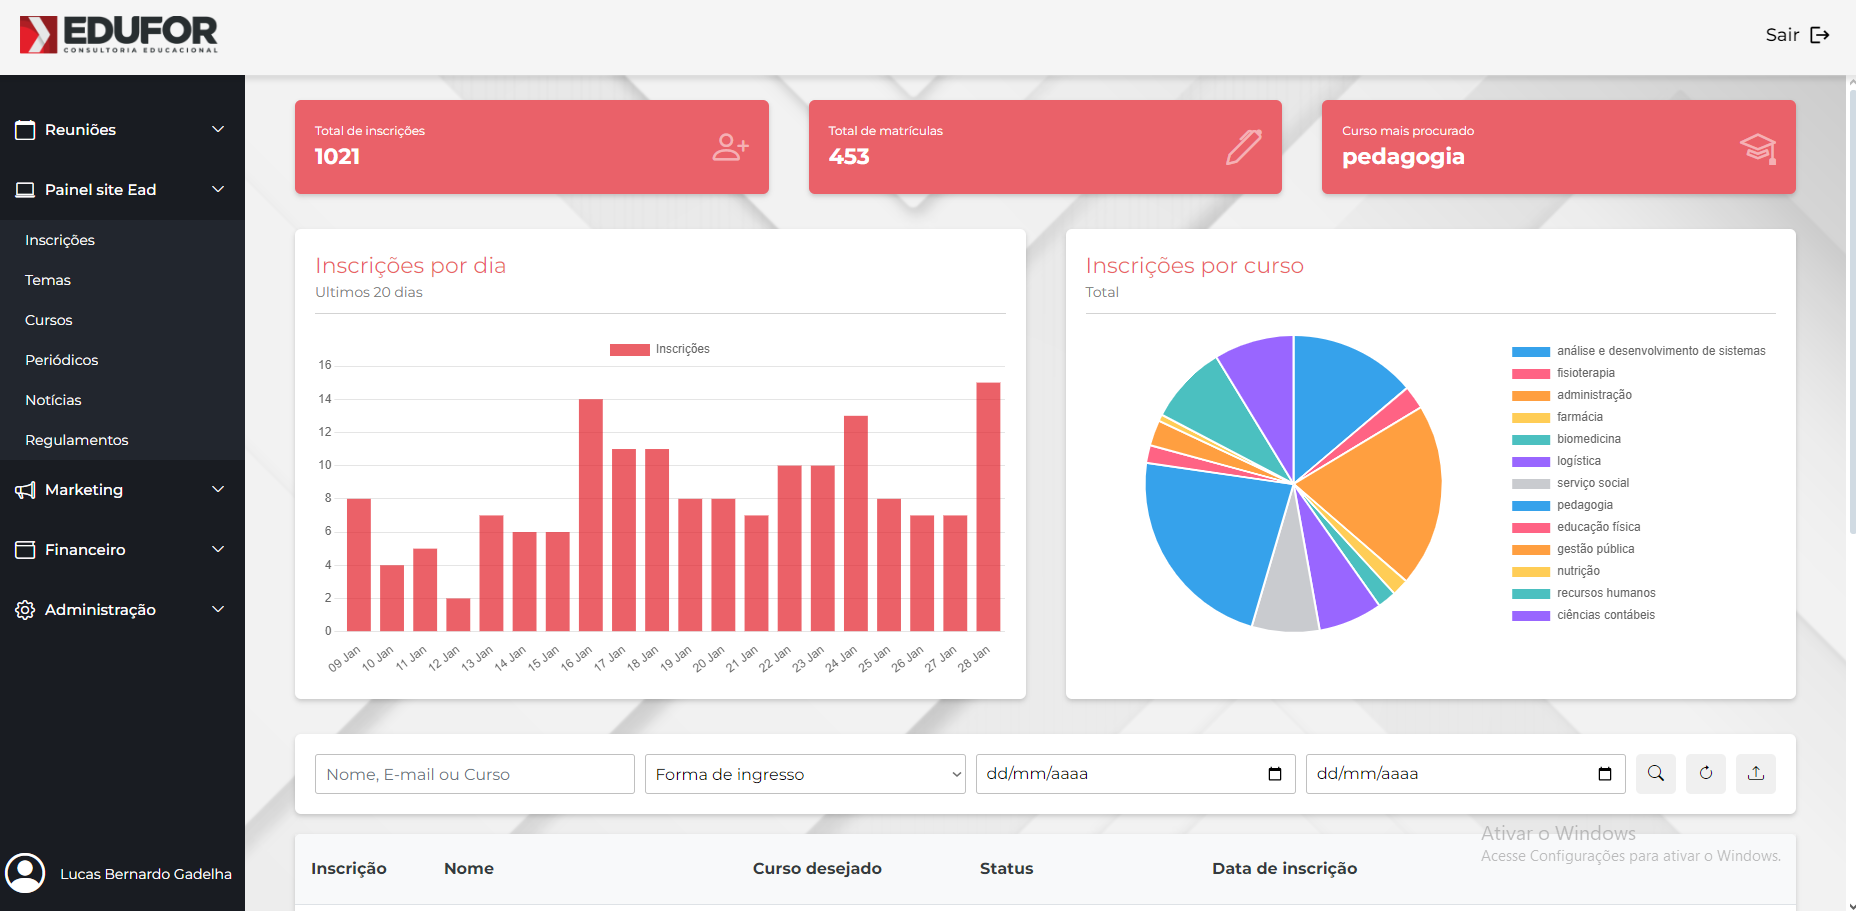 EDUFOR
CONSULTORIA EDUCACIONAL
Sair
Reuniões
Painel site Ead
Inscrições
Temas
Cursos
Periódicos
Notícias
Regulamentos
Marketing
Financeiro
Administração
Lucas Bernardo Gadelha
Total de inscrições
1021
Total de matrículas
453
Curso mais procurado
pedagogia
Inscrições por dia
Ultimos 20 dias
Inscrições
16
14
12
10
8
6
4
2
0
09 Jan
10 Jan
11 Jan
12 Jan
13 Jan
14 Jan
15 Jan
16 Jan
17 Jan
18 Jan
19 Jan
20 Jan
21 Jan
22 Jan
23 Jan
24 Jan
25 Jan
26 Jan
27 Jan
28 Jan
Inscrições por curso
Total
análise e desenvolvimento de sistemas
fisioterapia
administração
farmácia
biomedicina
logística
serviço social
pedagogia
educação física
gestão pública
nutrição
recursos humanos
ciências contábeis
Nome, E-mail ou Curso
Forma de ingresso
dd/mm/aaaa
dd/mm/aaaa
Ativar o Windows
Acesse Configurações para ativar o Windows.
Inscrição Nome Curso desejado Status Data de inscrição